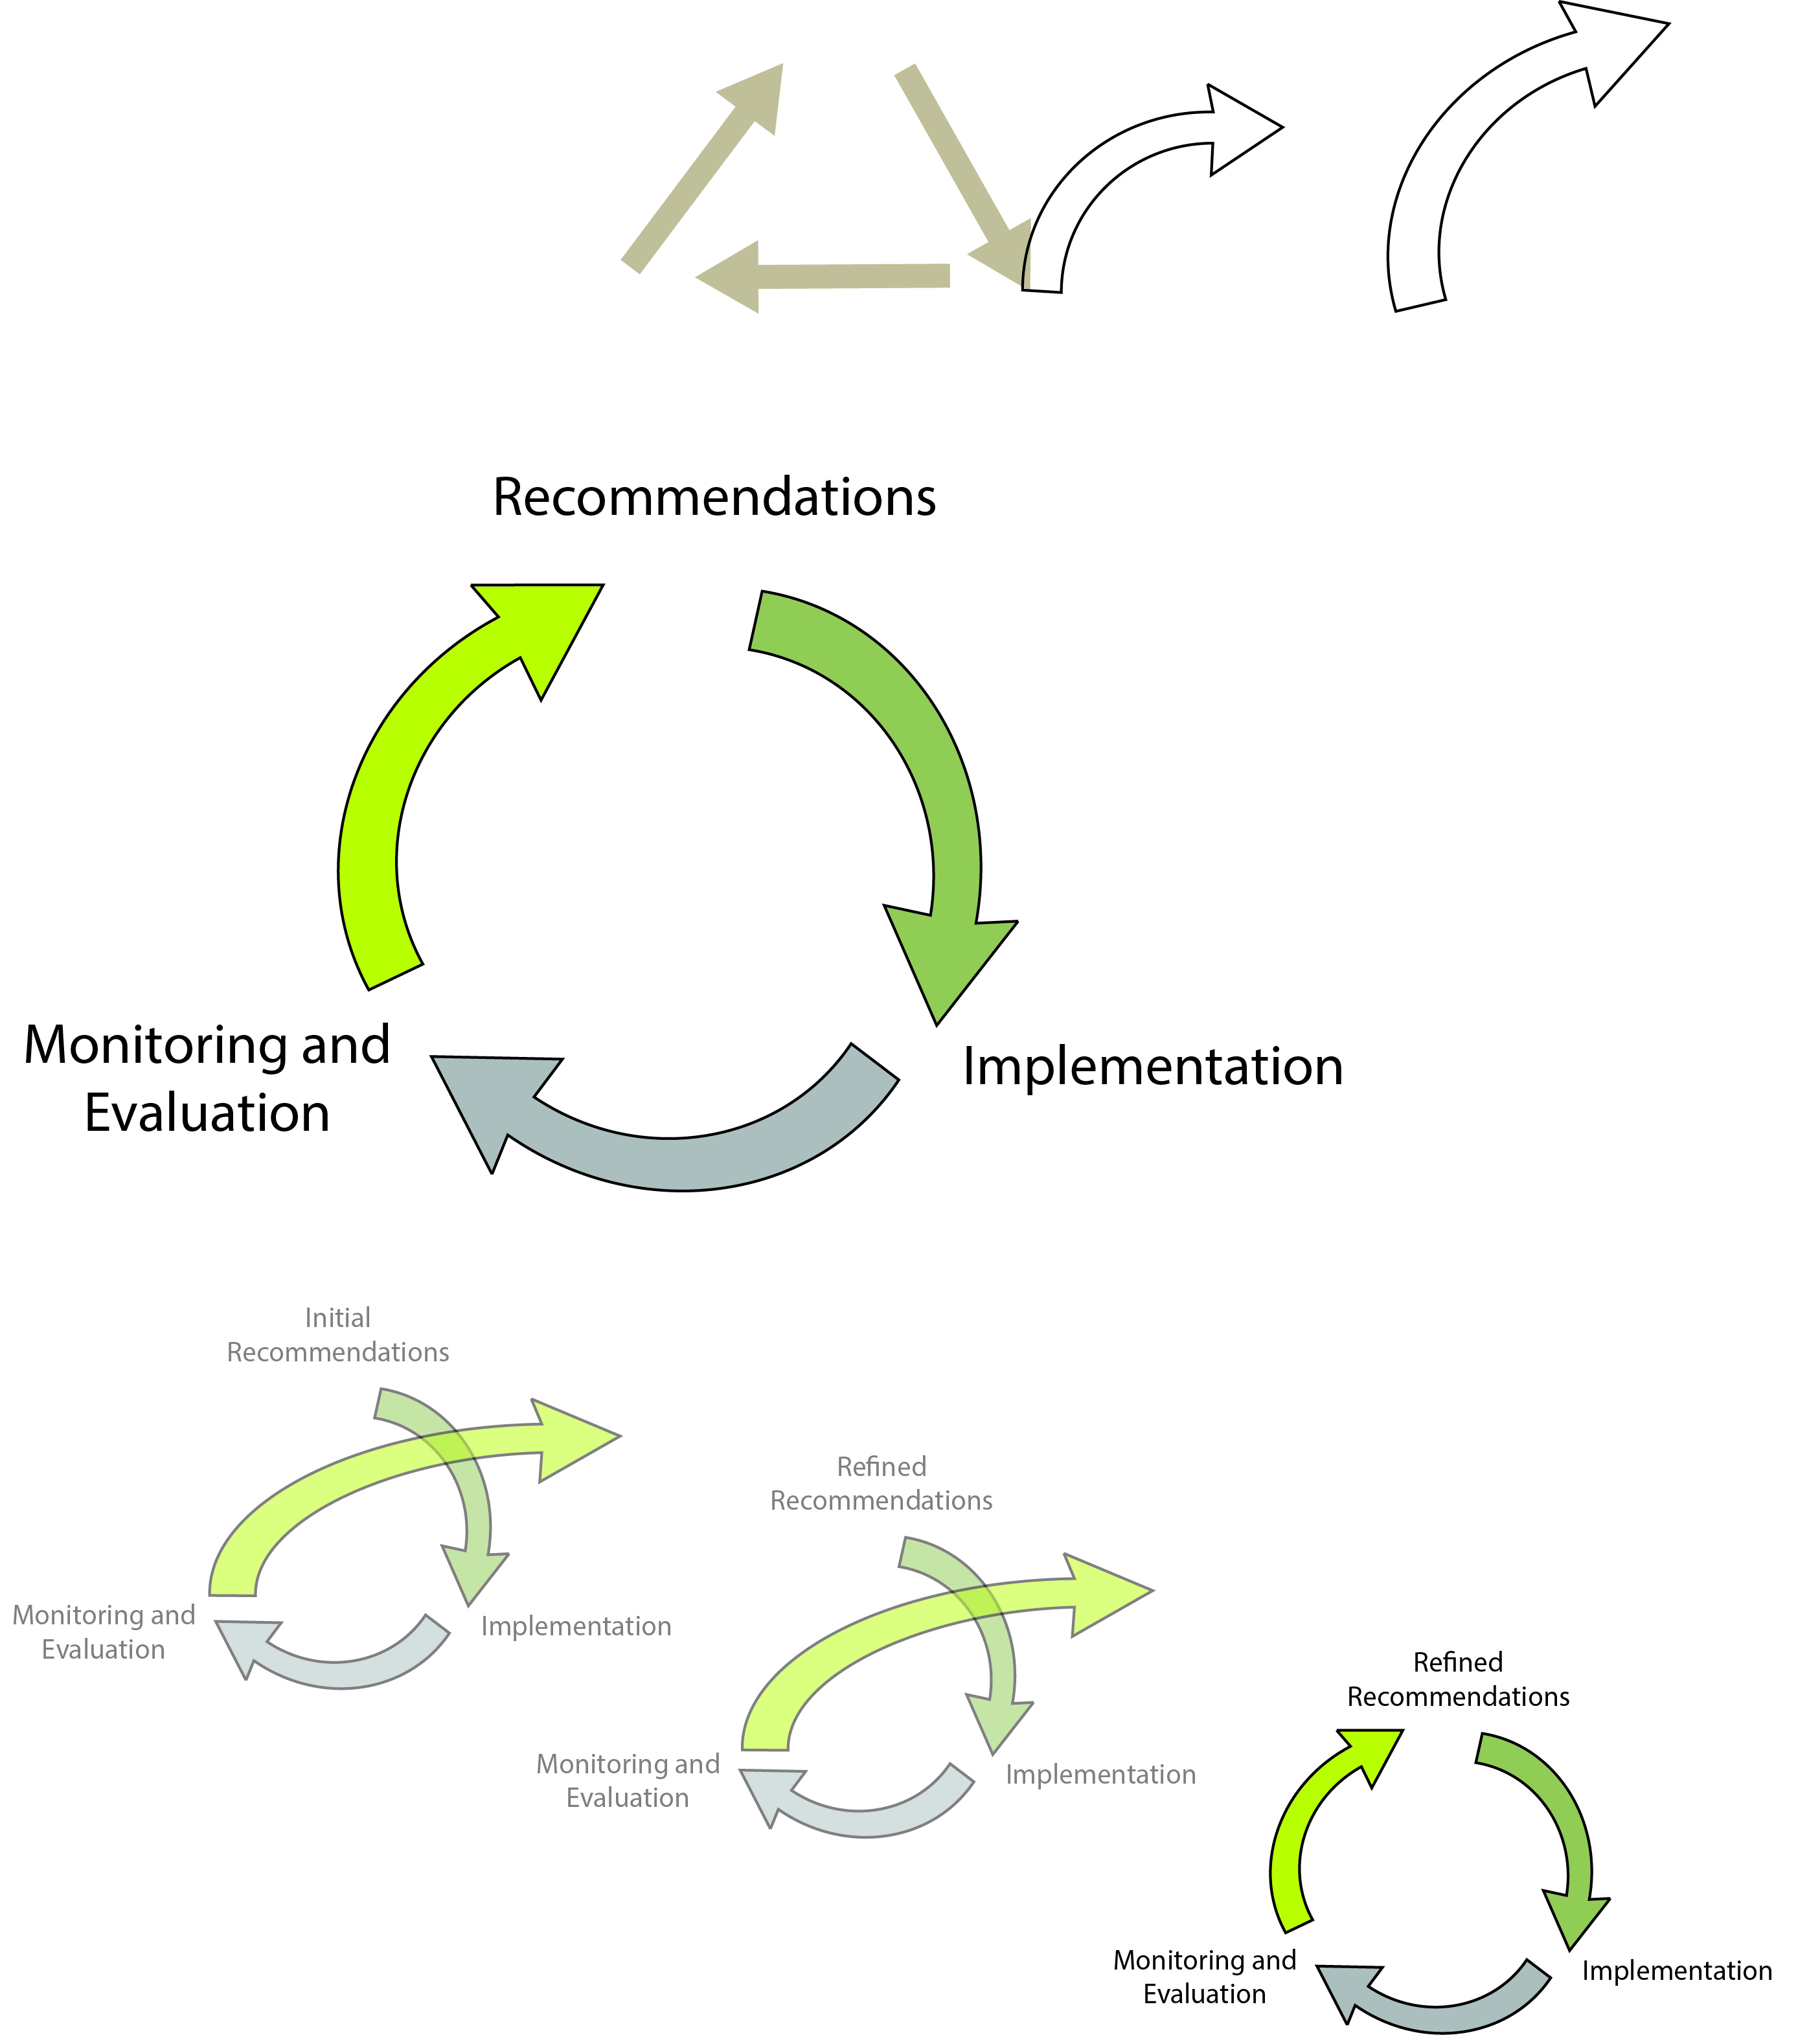 Recommendations
Monitoring and
Evaluation
Implementation
Initial
Recommendations
Monitoring and
Evaluation
Implementation
Refined
Recommendations
Monitoring and
Evaluation
Implementation
Refined
Recommendations
Monitoring and
Evaluation
Implementation